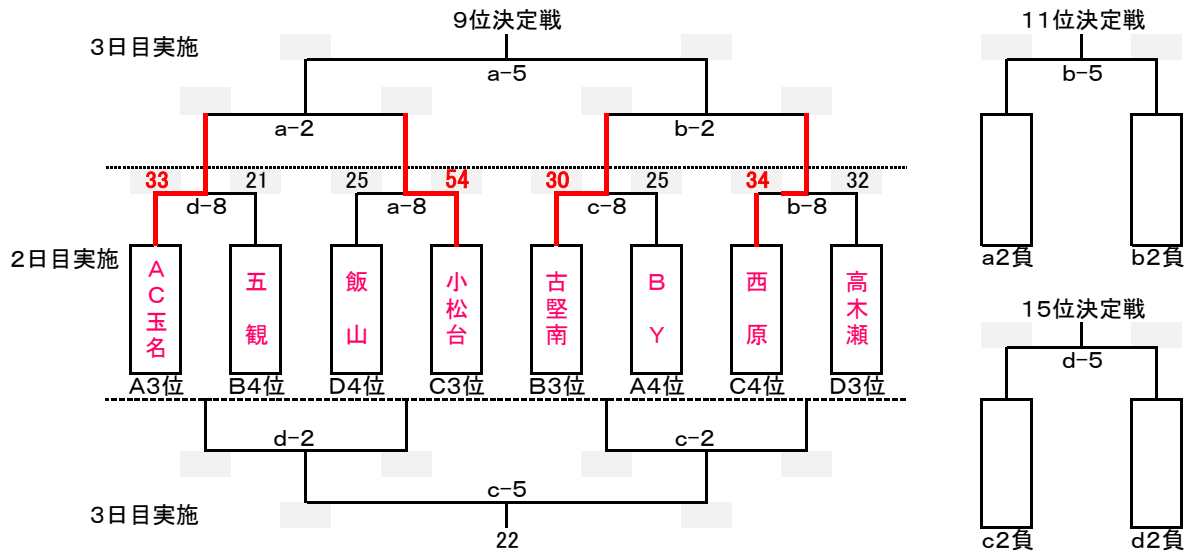 9位決定戦
11位決定戦
3日目実施
a-5
b-5
a-2
b-2
33
21
25
54
30
25
34
32
d-8
a-8
c-8
b-8
2日目実施
AC玉名
五観
飯山
小松台
古堅南
BY
西原
高木瀬
a2負
b2負
15位決定戦
d-5
A3位
B4位
D4位
C3位
B3位
A4位
C4位
D3位
d-2
c-2
c-5
3日目実施
22
c2負
d2負